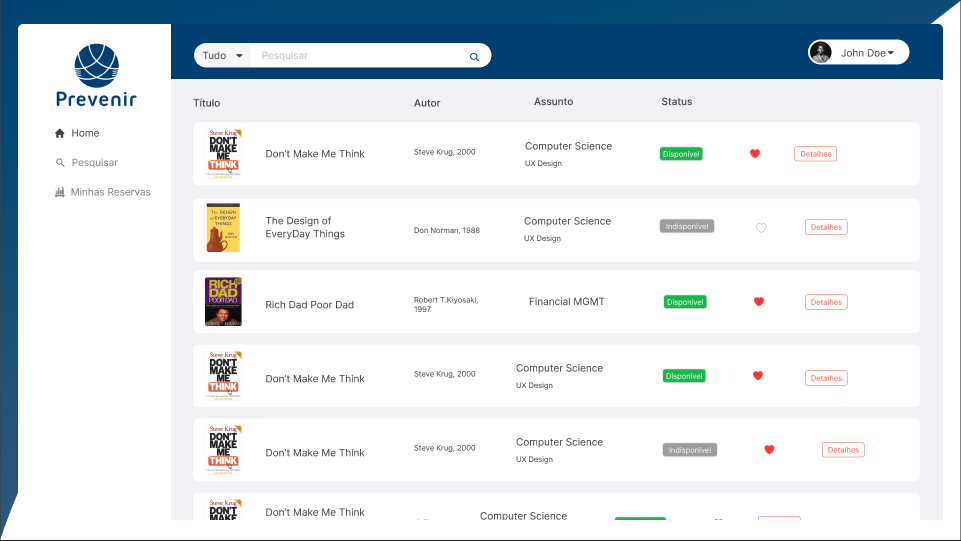 Prevenir
Home
Pesquisar
Minhas Reservas
Tudo
Pesquisar
John Doe
Título
Autor
Assunto
Status
Steve Krug
DON'T
MAKE
ME
THINK
Don't Make Me Think
Steve Krug, 2000
Computer Science
UX Design
Disponível
Detalhes
The DESIGN
of EVERYDAY
THINGS
The Design of
EveryDay Things
Don Norman, 1988
Computer Science
UX Design
Indisponível
Detalhes
RICH
DAD
POOR DAD
Rich Dad Poor Dad
Robert T.Kiyosaki,
1997
Financial MGMT
Disponível
Detalhes
Steve Krug
DON'T
MAKE
ME
THINK
Don't Make Me Think
Steve Krug, 2000
Computer Science
UX Design
Disponível
Detalhes
Steve Krug
DON'T
MAKE
ME
THINK
Don't Make Me Think
Steve Krug, 2000
Computer Science
UX Design
Indisponível
Detalhes
Steve Krug
DON'T
MAKE
Don't Make Me Think
Computer Science